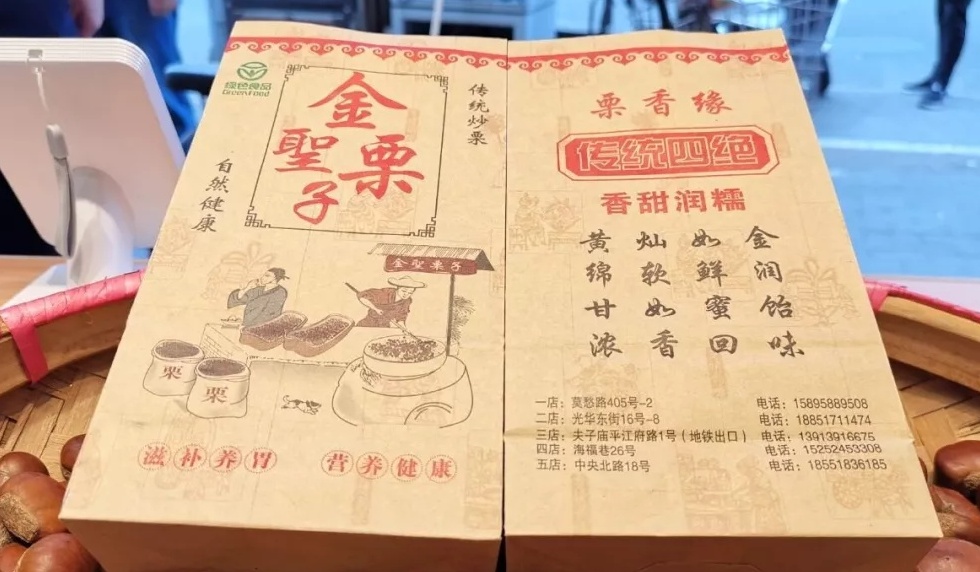 绿色食品
Green Food
金聖栗子
传统炒栗
自然健康
金聖栗子
栗
栗
滋补养胃
营养健康
栗香缘
传统四绝
香甜润糯
黄灿如金
绵软鲜润
甘如蜜饴
浓香回味
一店：莫愁路405号-2 电话：15895889508
二店：光华东街16号-8 电话：18851711474
三店：夫子庙平江府路1号（地铁出口） 电话：13913916675
四店：海福巷26号 电话：15252453308
五店：中央北路18号 电话：18551836185